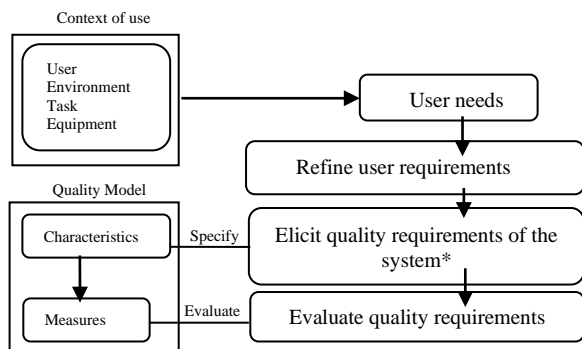 Context of use
User
Environment
Task
Equipment
User needs
Refine user requirements
Quality Model
Characteristics
Specify
Elicit quality requirements of the
system*
Measures
Evaluate
Evaluate quality requirements